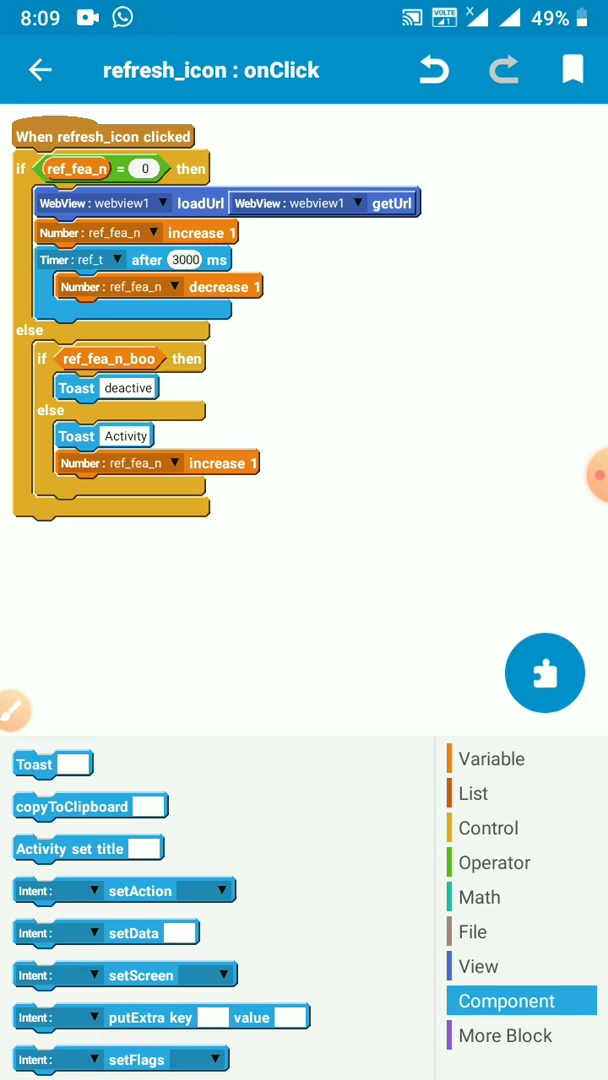 8:09 VOLTE 1 X 49%
refresh_icon : onClick
When refresh_icon clicked
if ref_fea_n = 0 then
WebView : webview1 loadUrl WebView : webview1 getUrl
Number : ref_fea_n increase 1
Timer : ref_t after 3000 ms
Number : ref_fea_n decrease 1
else
if ref_fea_n_boo then
Toast deactive
else
Toast Activity
Number : ref_fea_n increase 1
Toast
copyToClipboard
Activity set title
Intent : setAction
Intent : setData
Intent : setScreen
Intent : putExtra key value
Intent : setFlags
Variable
List
Control
Operator
Math
File
View
Component
More Block